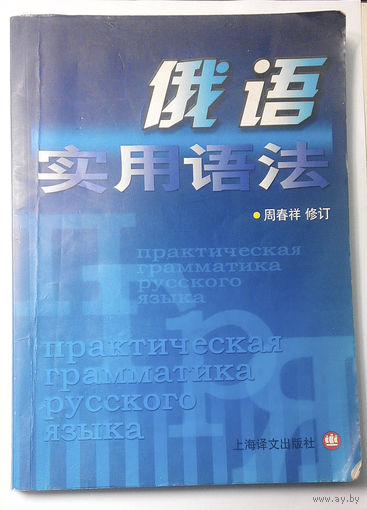 俄语
实用语法
周春祥 修订
практическая
грамматика
русского
языка
практическая
грамматика
русского
языка
上海译文出版社
www.ay.by